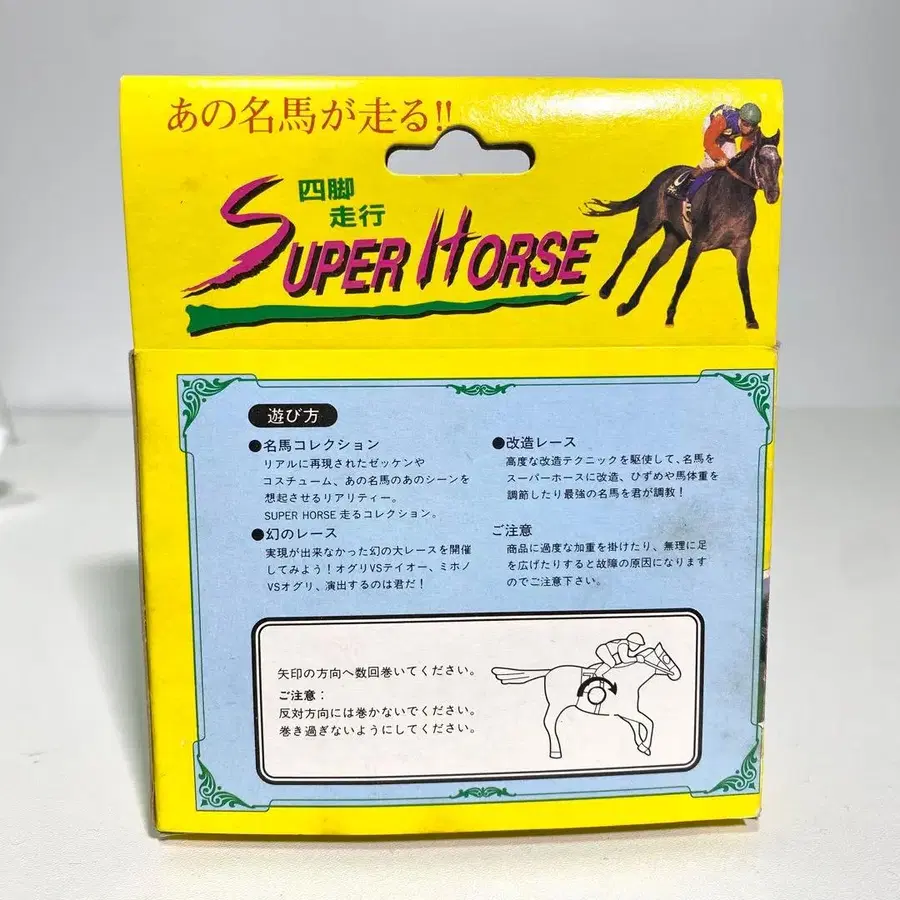 あの名馬が走る!!
四脚
走行
SUPER HORSE
遊び方
●名馬コレクション
リアルに再現されたゼッケンや
コスチューム、あの名馬のあのシーンを
想起させるリアリティー。
SUPER HORSE 走るコレクション。
●幻のレース
実現が出来なかった幻の大レースを開催
してみよう!オグリVSテイオー、ミホノ
VSオグリ、演出するのは君だ!
●改造レース
高度な改造テクニックを駆使して、名馬を
スーパーホースに改造、ひずめや馬体重を
調節したり最強の名馬を君が調教!
ご注意
商品に過度な加重を掛けたり、無理に足
を広げたりすると故障の原因になります
のでご注意下さい。
矢印の方向へ数回巻いてください。
ご注意:
反対方向には巻かないでください。
巻き過ぎないようにしてください。